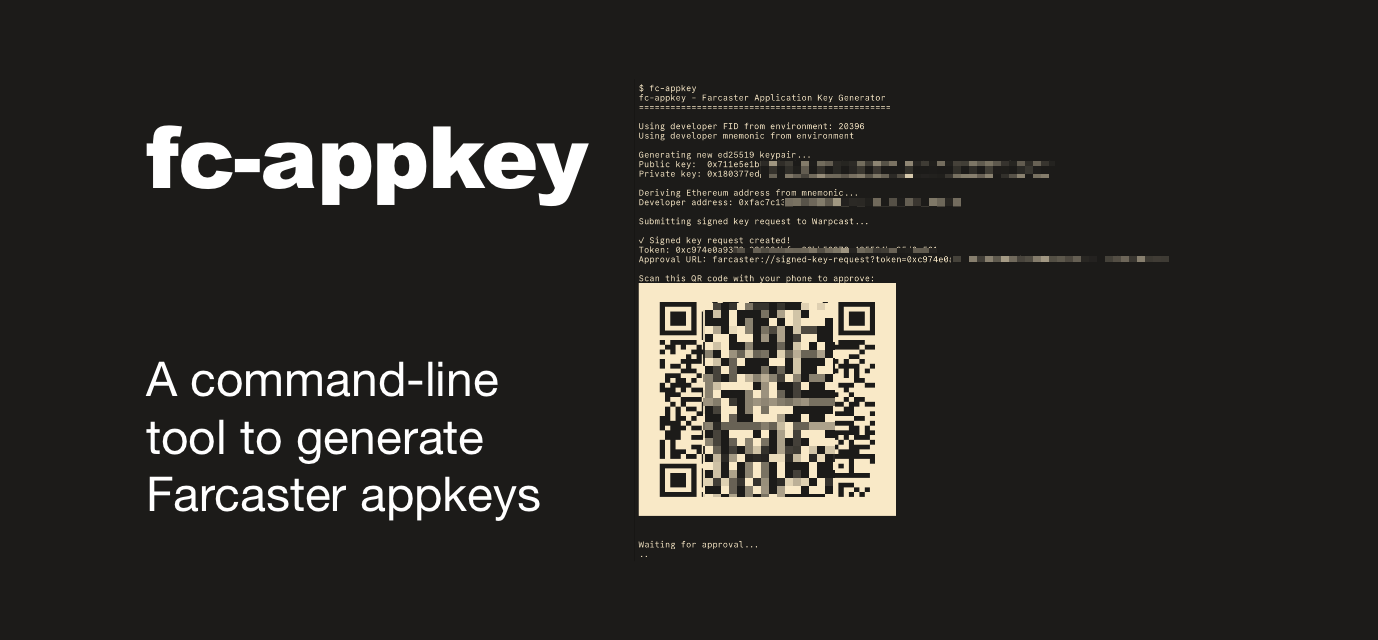 fc-appkey
A command-line
tool to generate
Farcaster appkeys
$ fc-appkey
fc-appkey - Farcaster Application Key Generator
================================================
Using developer FID from environment: 20396
Using developer mnemonic from environment
Generating new ed25519 keypair...
Public key: 0x711e5e1b
Private key: 0x180377ed
Deriving Ethereum address from mnemonic...
Developer address: 0xfac7c13
Submitting signed key request to Warpcast...
✓ Signed key request created!
Token: 0xc974e0a93
Approval URL: farcaster://signed-key-request?token=0xc974e0
Scan this QR code with your phone to approve:
Waiting for approval...
..